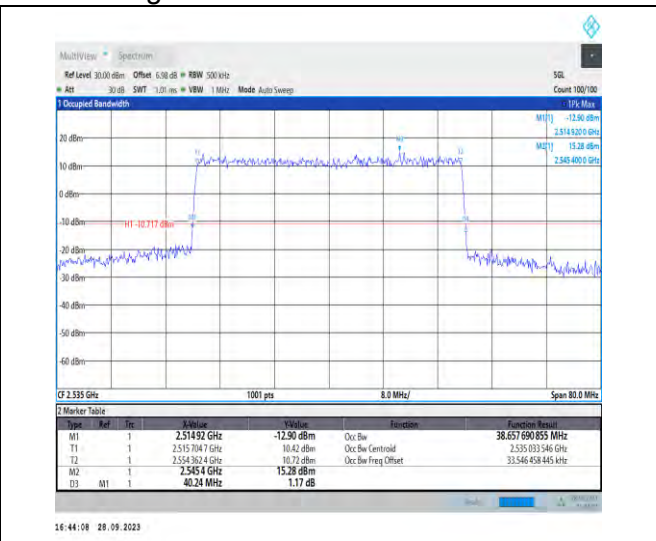 MultiView Spectrum
Ref Level 30.00 dBm Offset 6.98 dB RBW 500 kHz SGL
Att 30 dB SWT 1.01 ms VBW 1 MHz Mode Auto Sweep Count 100/100
1 Occupied Bandwidth 1Pk Max
M1[1] -12.90 dBm
2.514 920 0 GHz
20 dBm M2[1] 15.28 dBm
2.545 400 0 GHz
10 dBm
0 dBm
-10 dBm
H1 -10.717 dBm
-20 dBm
-30 dBm
-40 dBm
-50 dBm
-60 dBm
CF 2.535 GHz 1001 pts 8.0 MHz/ Span 80.0 MHz
2 Marker Table
Type Ref Trc X-Value Y-Value Function Function Result
M1 1 2.514 92 GHz -12.90 dBm Occ Bw 38.657 690 855 MHz
T1 1 2.515 704 7 GHz 10.42 dBm Occ Bw Centroid 2.535 033 546 GHz
T2 1 2.554 362 4 GHz 10.72 dBm Occ Bw Freq Offset 33.546 458 445 kHz
M2 1 2.545 4 GHz 15.28 dBm
D3 M1 1 40.24 MHz 1.17 dB
16:44:08 28.09.2023